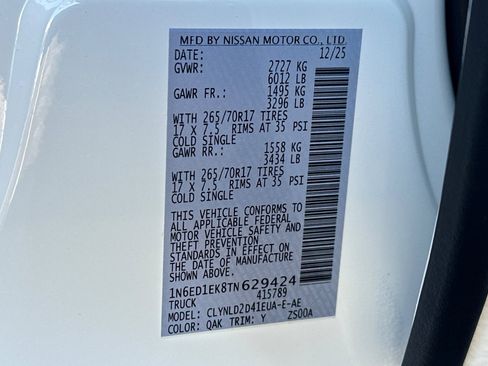 MFD BY NISSAN MOTOR CO., LTD.
DATE: 12/25
GVWR: 2727 KG
6012 LB
GAWR FR.: 1495 KG
3296 LB
WITH 265/70R17 TIRES
17 X 7.5 RIMS AT 35 PSI
COLD SINGLE
GAWR RR.: 1558 KG
3434 LB
WITH 265/70R17 TIRES
17 X 7.5 RIMS AT 35 PSI
COLD SINGLE
THIS VEHICLE CONFORMS TO
ALL APPLICABLE FEDERAL
MOTOR VEHICLE SAFETY AND
THEFT PREVENTION
STANDARDS IN EFFECT ON THE
DATE OF MANUFACTURE
SHOWN ABOVE.
1N6ED1EK8TN629424
TRUCK 415789
MODEL: CLYNLD2D41EUA-E-AE
COLOR: QAK TRIM: Y ZS00A